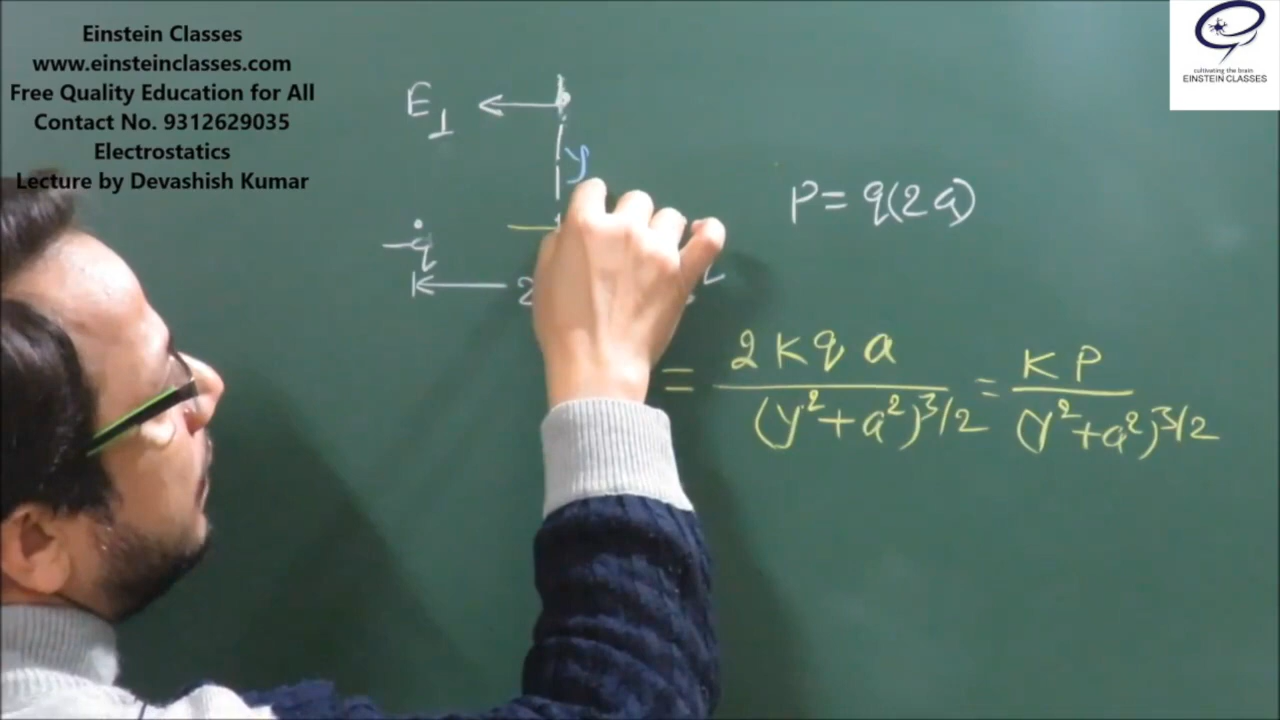 Einstein Classes
www.einsteinclasses.com
Free Quality Education for All
Contact No. 9312629035
Electrostatics
Lecture by Devashish Kumar
cultivating the brain
EINSTEIN CLASSES
E⊥
y
P = q(2a)
-q
2
= 2Kqa/(y²+a²)^3/2 = KP/(y²+a²)^3/2